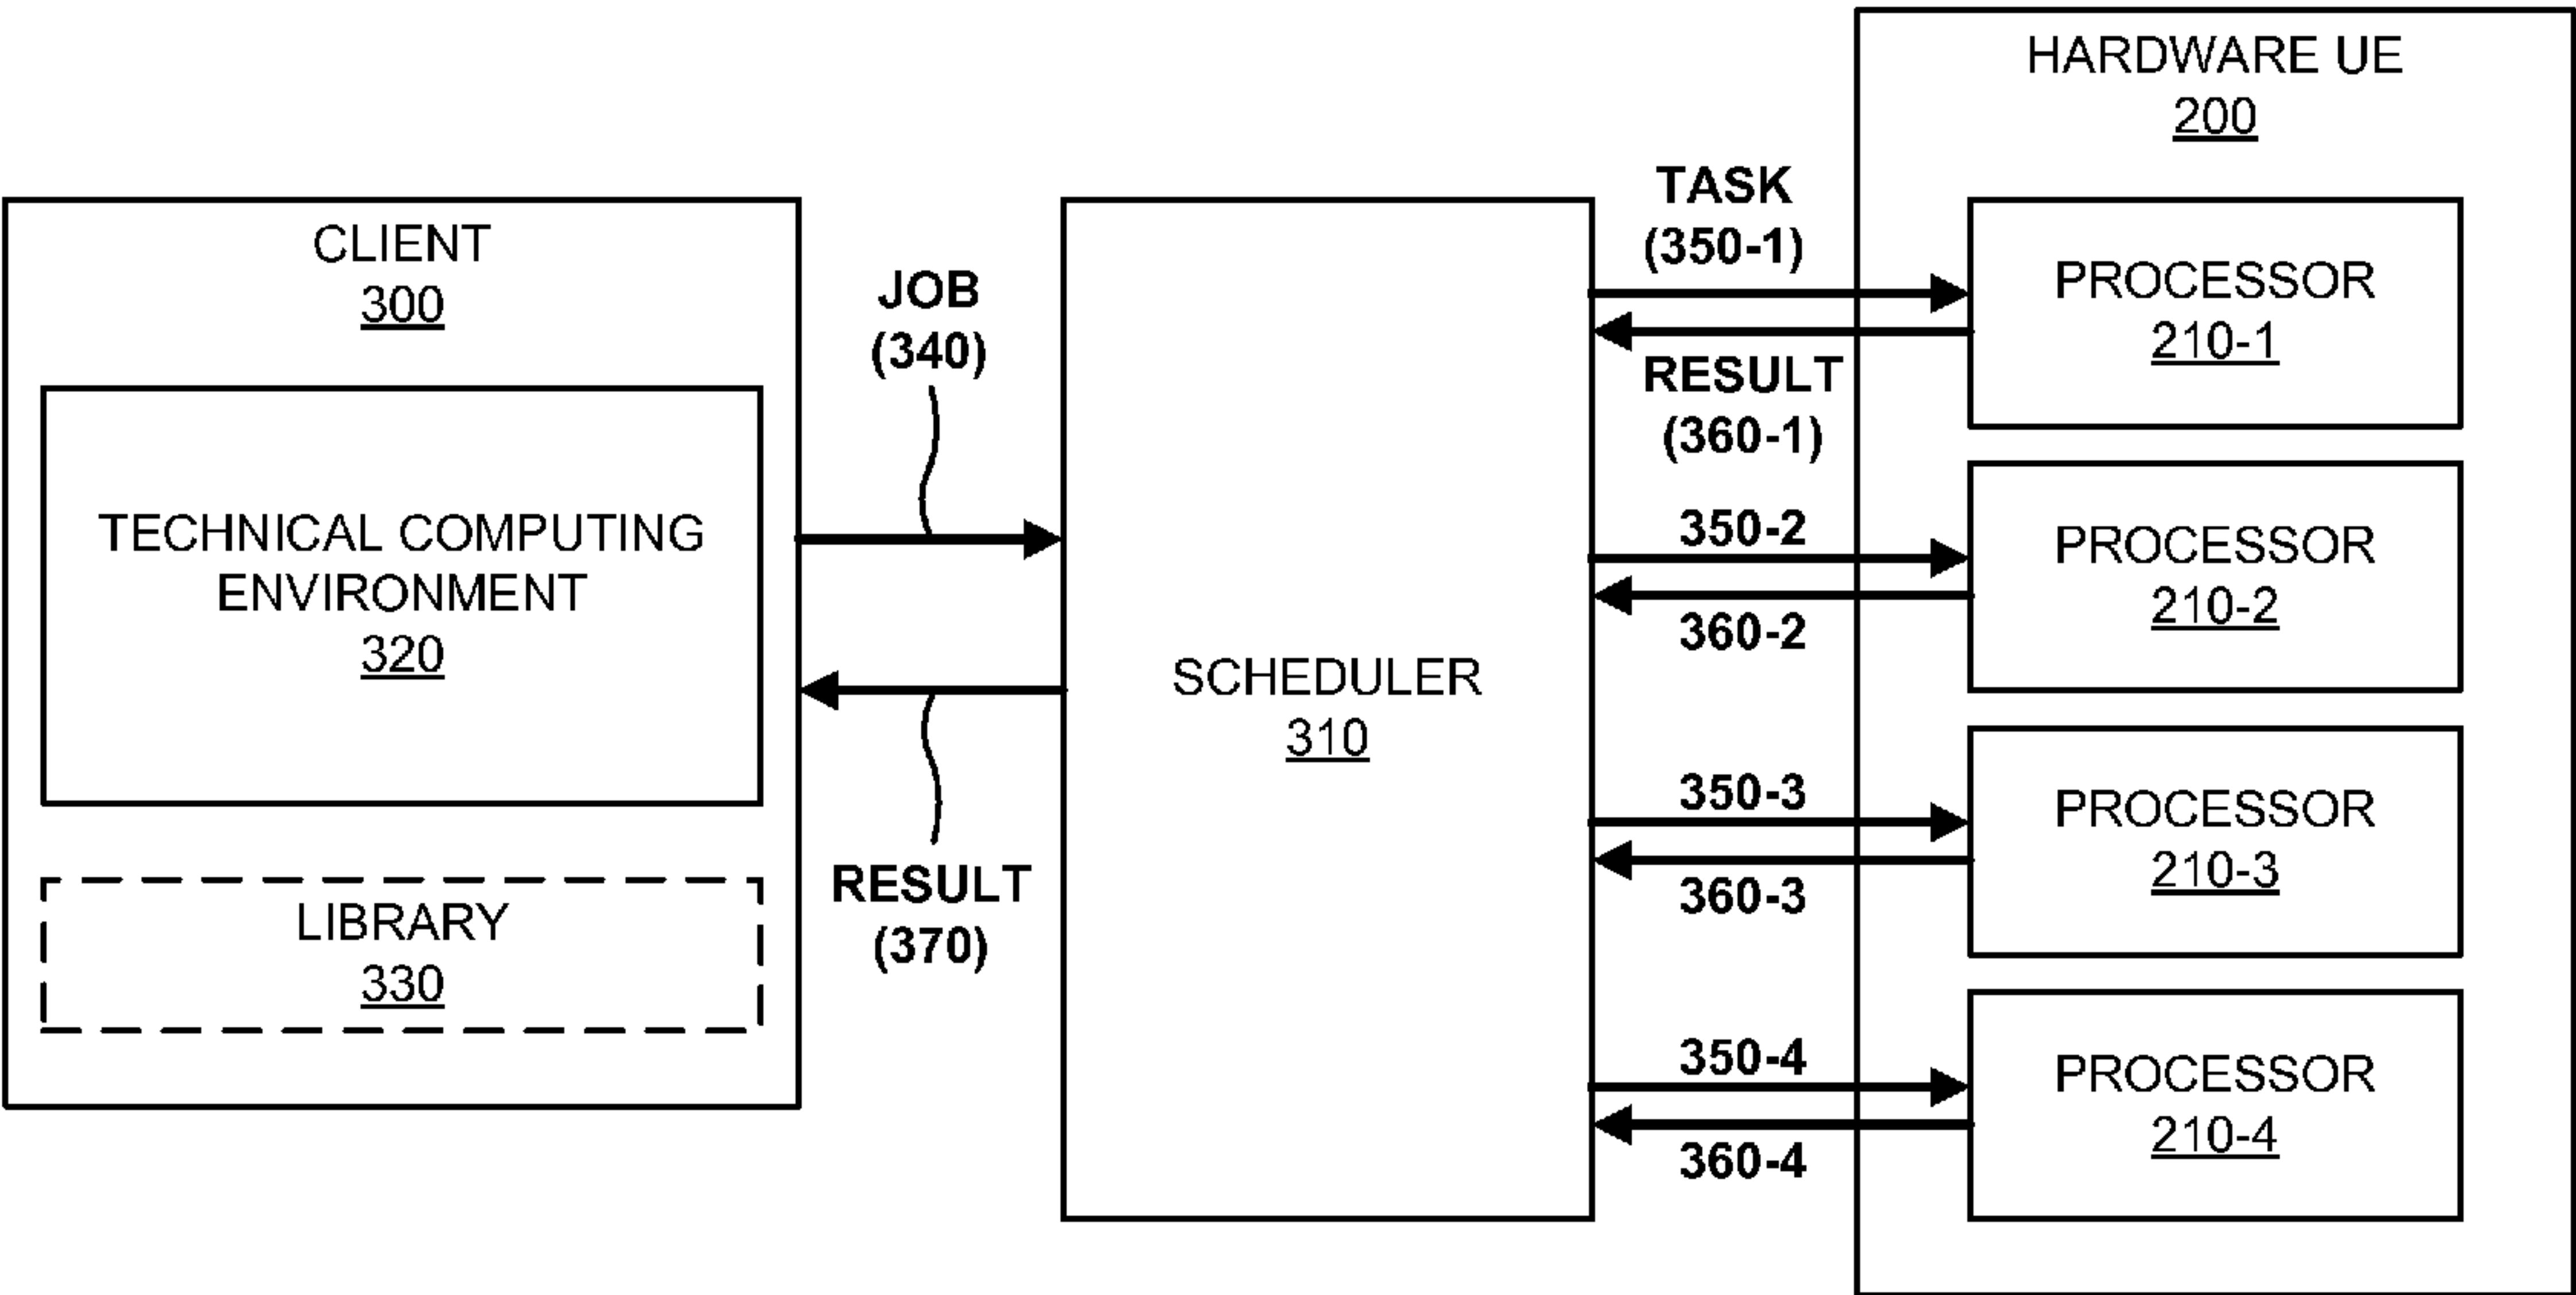 CLIENT
300
TECHNICAL COMPUTING
ENVIRONMENT
320
LIBRARY
330
JOB
(340)
RESULT
(370)
SCHEDULER
310
TASK
(350-1)
RESULT
(360-1)
350-2
360-2
350-3
360-3
350-4
360-4
HARDWARE UE
200
PROCESSOR
210-1
PROCESSOR
210-2
PROCESSOR
210-3
PROCESSOR
210-4